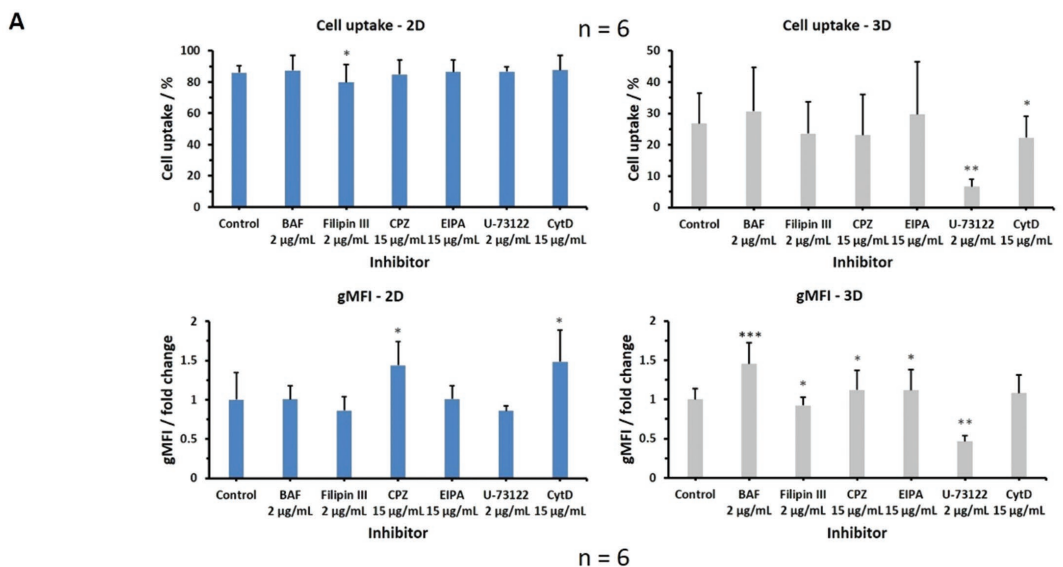 A
Cell uptake - 2D
n = 6
Cell uptake - 3D
Cell uptake / %
100
80
60
40
20
0
*
Control BAF Filipin III CPZ EIPA U-73122 CytD
2 µg/mL 2 µg/mL 15 µg/mL 15 µg/mL 2 µg/mL 15 µg/mL
Inhibitor
Cell uptake / %
50
40
30
20
10
0
**
*
Control BAF Filipin III CPZ EIPA U-73122 CytD
2 µg/mL 2 µg/mL 15 µg/mL 15 µg/mL 2 µg/mL 15 µg/mL
Inhibitor
gMFI - 2D
gMFI / fold change
2
1.5
1
0.5
0
*
*
Control BAF Filipin III CPZ EIPA U-73122 CytD
2 µg/mL 2 µg/mL 15 µg/mL 15 µg/mL 2 µg/mL 15 µg/mL
Inhibitor
gMFI - 3D
gMFI / fold change
2
1.5
1
0.5
0
***
*
*
*
**
Control BAF Filipin III CPZ EIPA U-73122 CytD
2 µg/mL 2 µg/mL 15 µg/mL 15 µg/mL 2 µg/mL 15 µg/mL
Inhibitor
n = 6